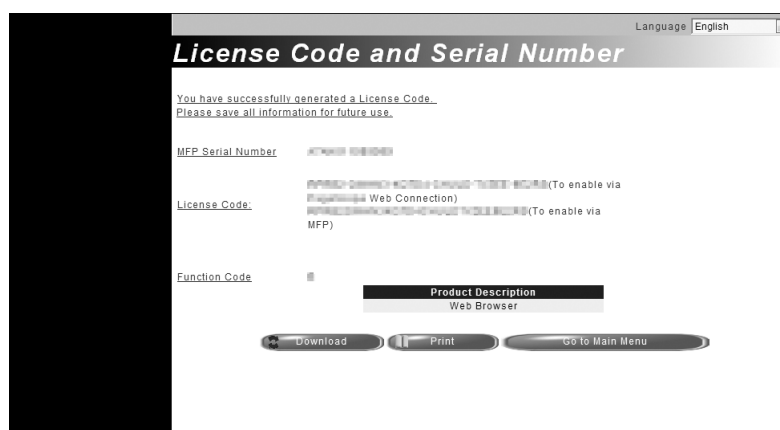 Language English
License Code and Serial Number
You have successfully generated a License Code.
Please save all information for future use.
MFP Serial Number
License Code:
(To enable via
Web Connection)
(To enable via
MFP)
Function Code
Product Description
Web Browser
Download Print Go to Main Menu